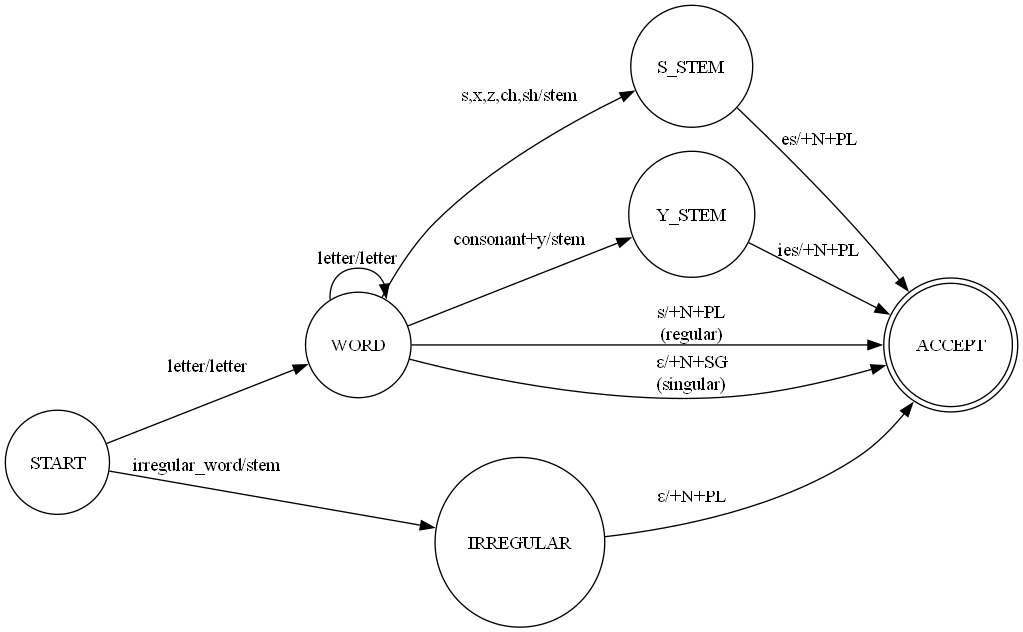 S_STEM
s,x,z,ch,sh/stem
es/+N+PL
Y_STEM
consonant+y/stem
ies/+N+PL
letter/letter
s/+N+PL
(regular)
WORD
ACCEPT
ε/+N+SG
(singular)
letter/letter
START
irregular_word/stem
ε/+N+PL
IRREGULAR